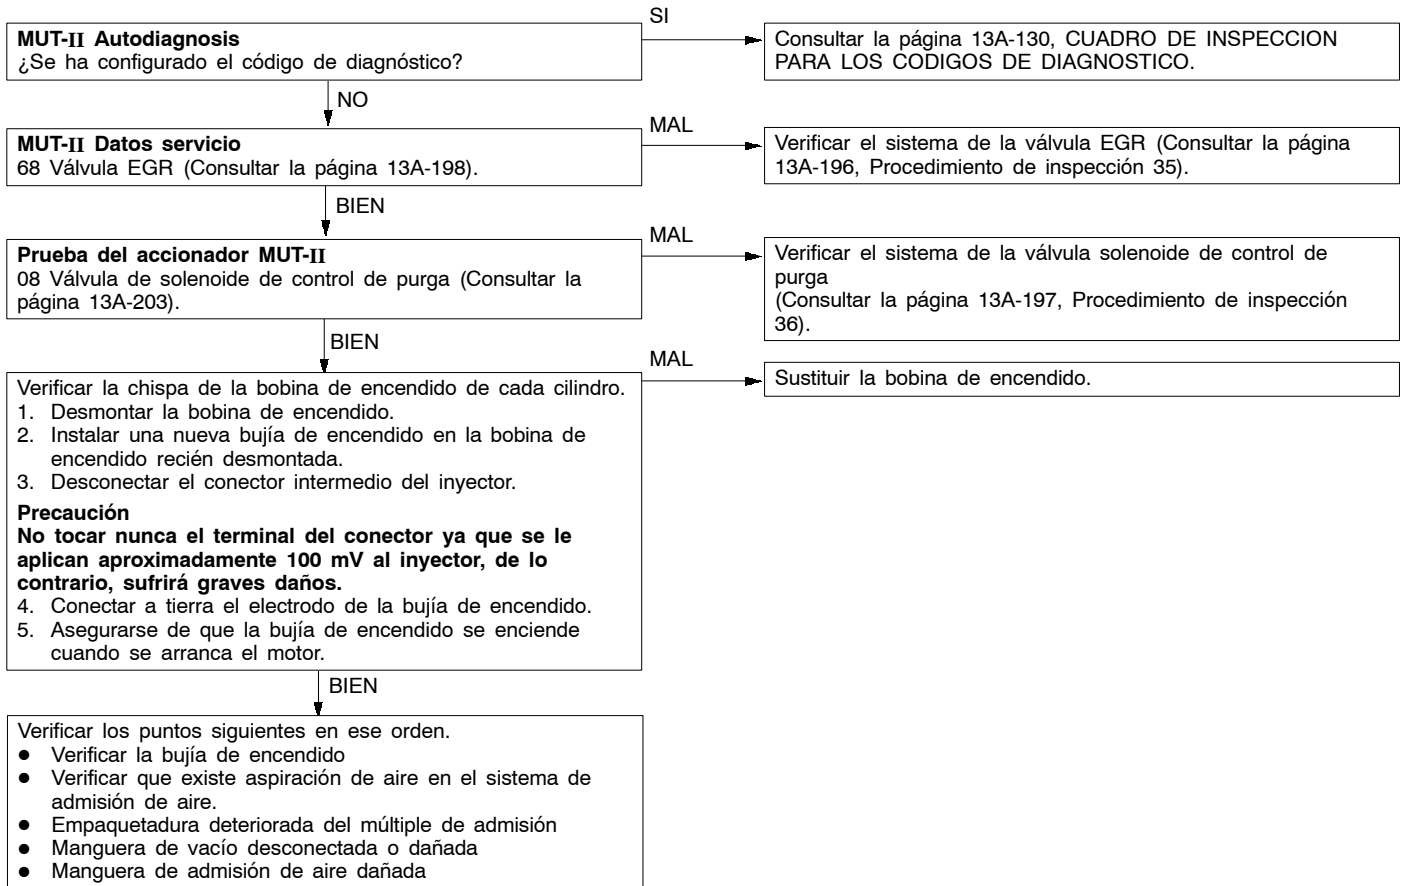 SI
MUT-II Autodiagnosis
¿Se ha configurado el código de diagnóstico?
Consultar la página 13A-130, CUADRO DE INSPECCION
PARA LOS CODIGOS DE DIAGNOSTICO.
NO
MAL
MUT-II Datos servicio
68 Válvula EGR (Consultar la página 13A-198).
Verificar el sistema de la válvula EGR (Consultar la página
13A-196, Procedimiento de inspección 35).
BIEN
MAL
Prueba del accionador MUT-II
08 Válvula de solenoide de control de purga (Consultar la
página 13A-203).
Verificar el sistema de la válvula solenoide de control de
purga
(Consultar la página 13A-197, Procedimiento de inspección
36).
BIEN
MAL
Verificar la chispa de la bobina de encendido de cada cilindro.
1. Desmontar la bobina de encendido.
2. Instalar una nueva bujía de encendido en la bobina de
encendido recién desmontada.
3. Desconectar el conector intermedio del inyector.
Precaución
No tocar nunca el terminal del conector ya que se le
aplican aproximadamente 100 mV al inyector, de lo
contrario, sufrirá graves daños.
4. Conectar a tierra el electrodo de la bujía de encendido.
5. Asegurarse de que la bujía de encendido se enciende
cuando se arranca el motor.
Sustituir la bobina de encendido.
BIEN
Verificar los puntos siguientes en ese orden.
● Verificar la bujía de encendido
● Verificar que existe aspiración de aire en el sistema de
admisión de aire.
● Empaquetadura deteriorada del múltiple de admisión
● Manguera de vacío desconectada o dañada
● Manguera de admisión de aire dañada